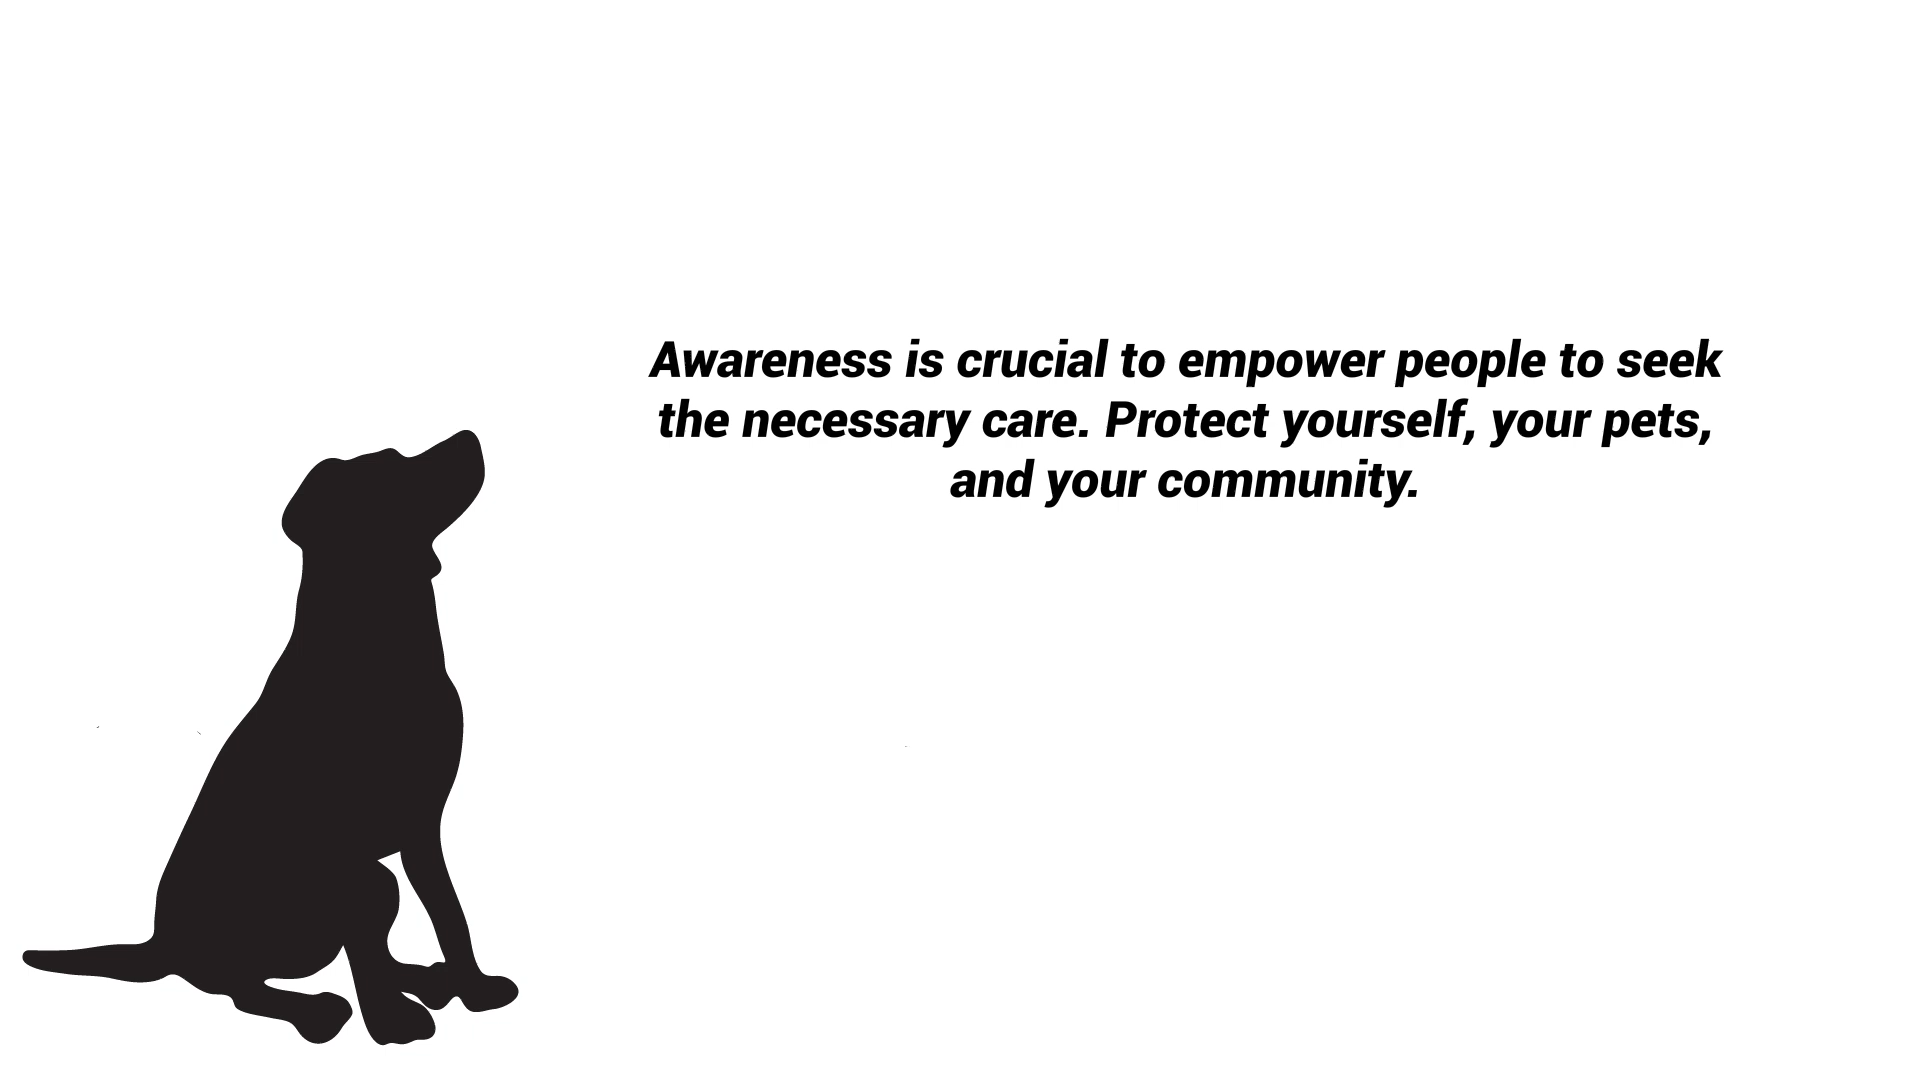 Awareness is crucial to empower people to seek
the necessary care. Protect yourself, your pets,
and your community.